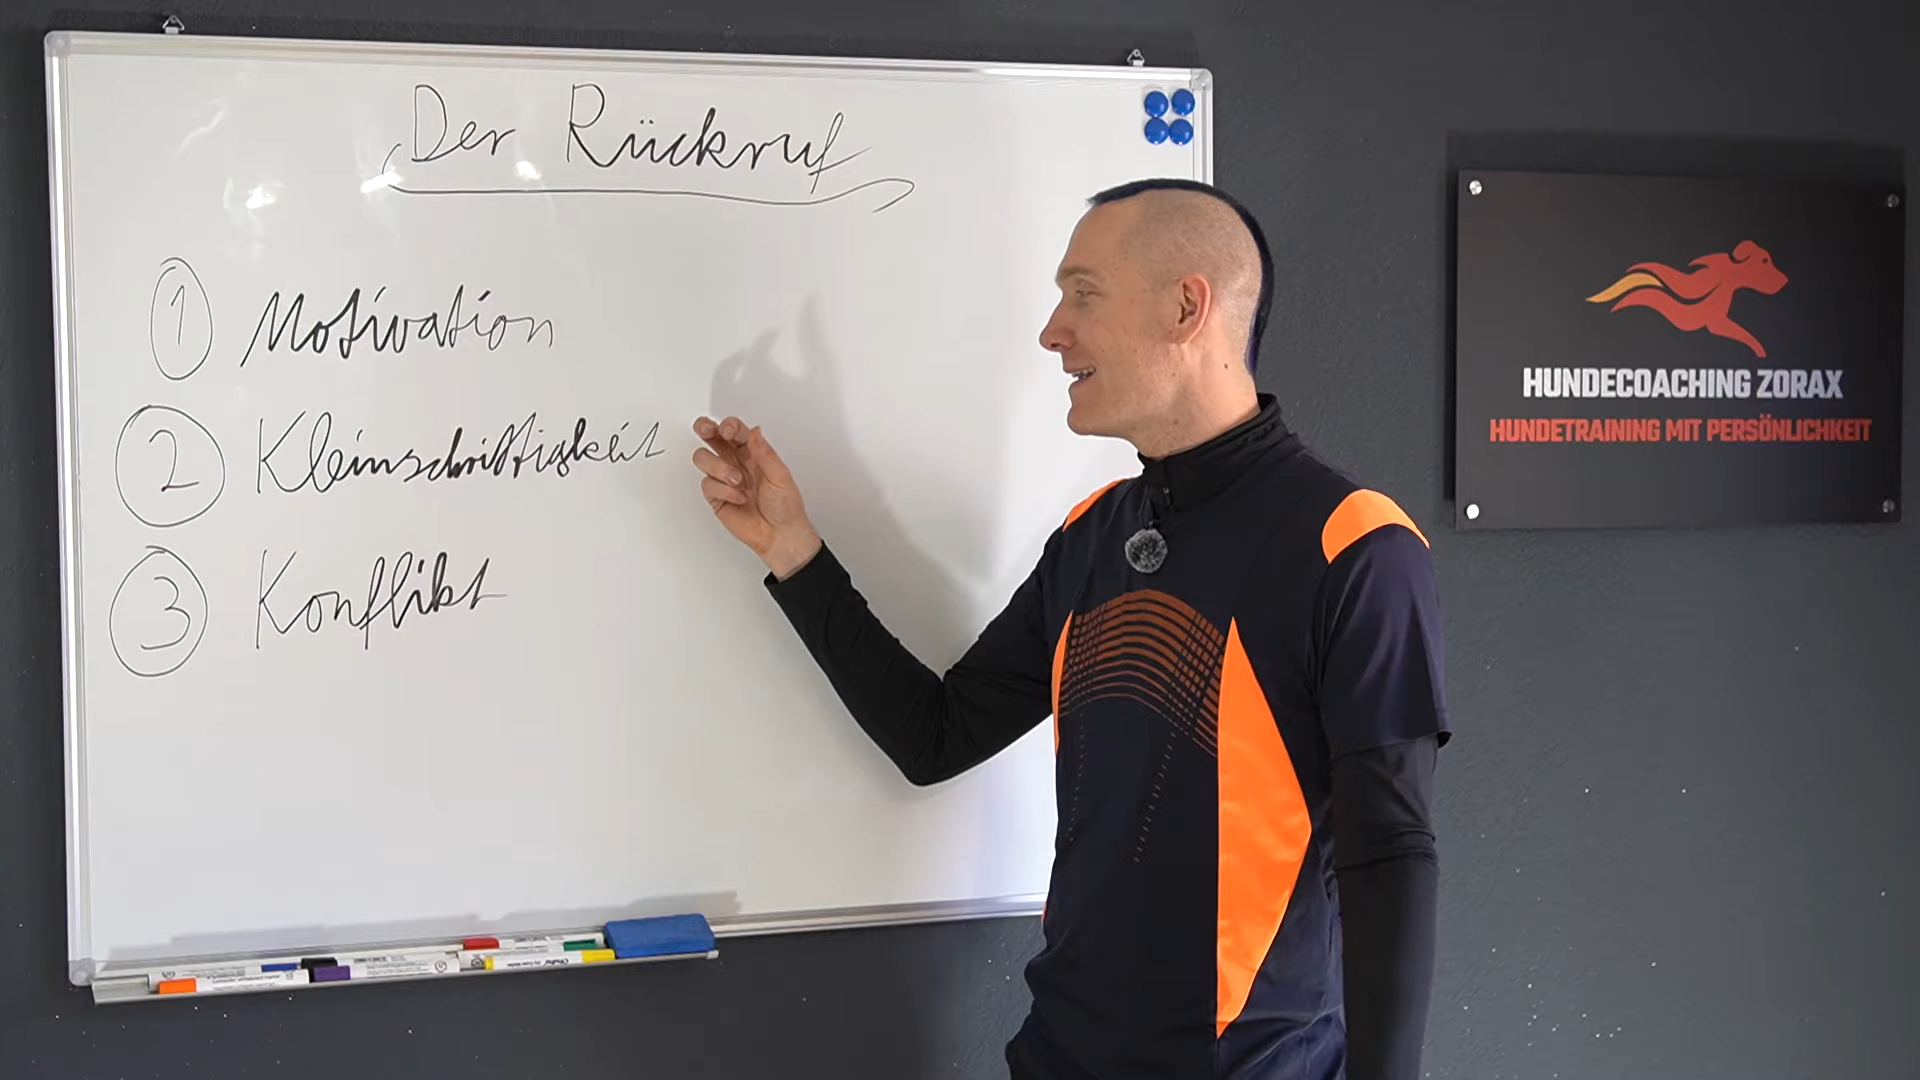 Der Rückruf
1 Motivation
2 Kleinschrittigkeit
3 Konflikt
HUNDECOACHING ZORAX
HUNDETRAINING MIT PERSÖNLICHKEIT